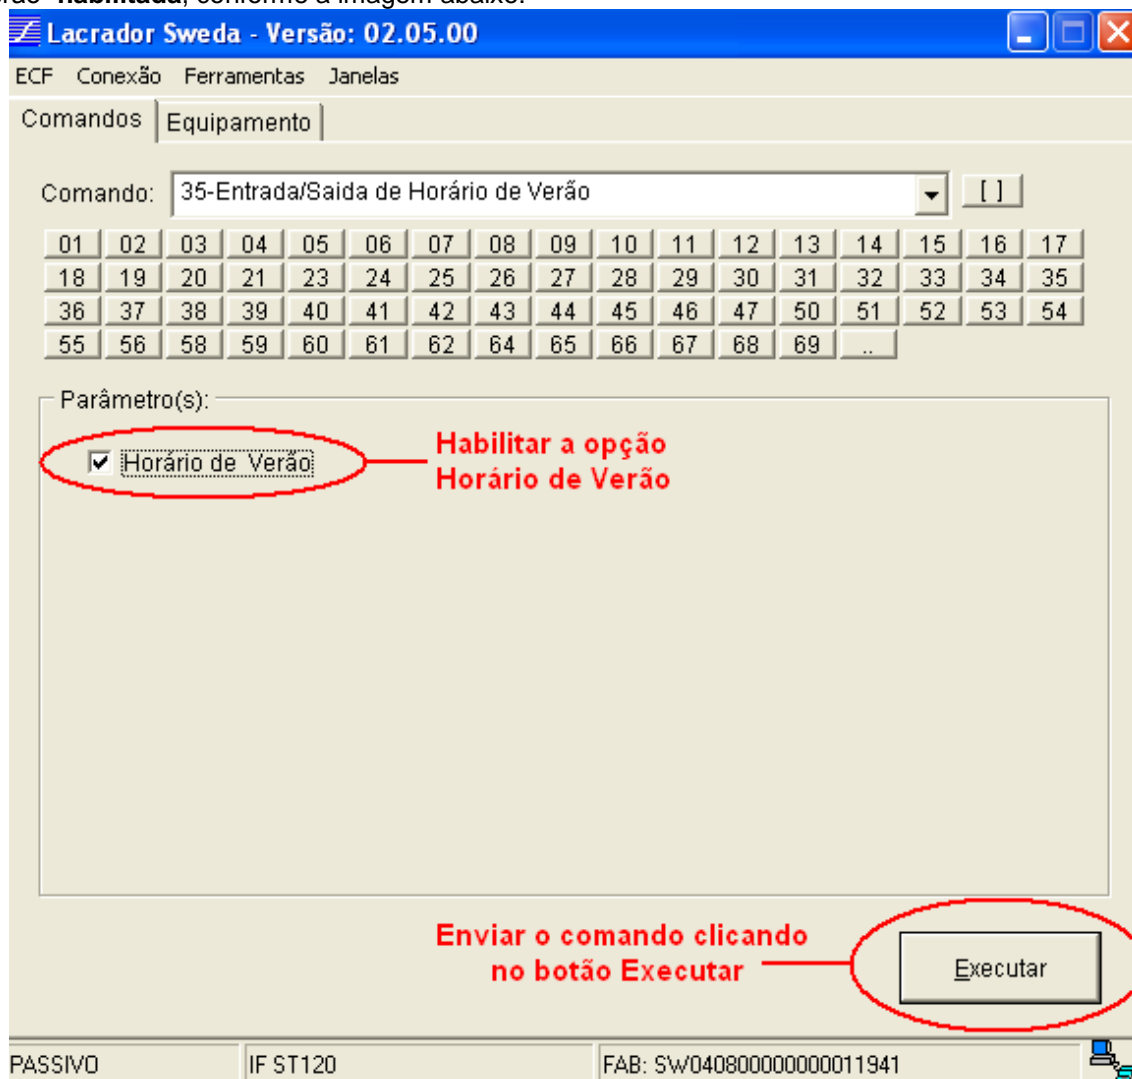 habilitada, conforme a imagem abaixo.
Lacrador Sweda - Versão: 02.05.00
ECF Conexão Ferramentas Janelas
Comandos Equipamento
Comando: 35-Entrada/Saida de Horário de Verão [ ]
01 02 03 04 05 06 07 08 09 10 11 12 13 14 15 16 17
18 19 20 21 23 24 25 26 27 28 29 30 31 32 33 34 35
36 37 38 39 40 41 42 43 44 45 46 47 50 51 52 53 54
55 56 58 59 60 61 62 64 65 66 67 68 69 ..
Parâmetro(s):
Horário de Verão
Habilitar a opção
Horário de Verão
Enviar o comando clicando
no botão Executar
Executar
PASSIVO IF ST120 FAB: SW040800000000011941